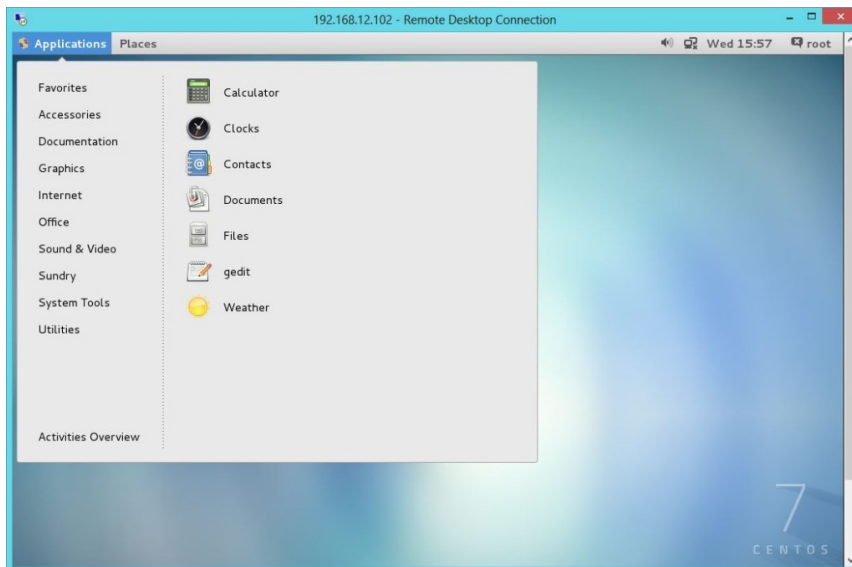 192.168.12.102 - Remote Desktop Connection
Applications Places Wed 15:57 root
Favorites
Accessories
Documentation
Graphics
Internet
Office
Sound & Video
Sundry
System Tools
Utilities
Activities Overview
Calculator
Clocks
Contacts
Documents
Files
gedit
Weather
7
CENTOS